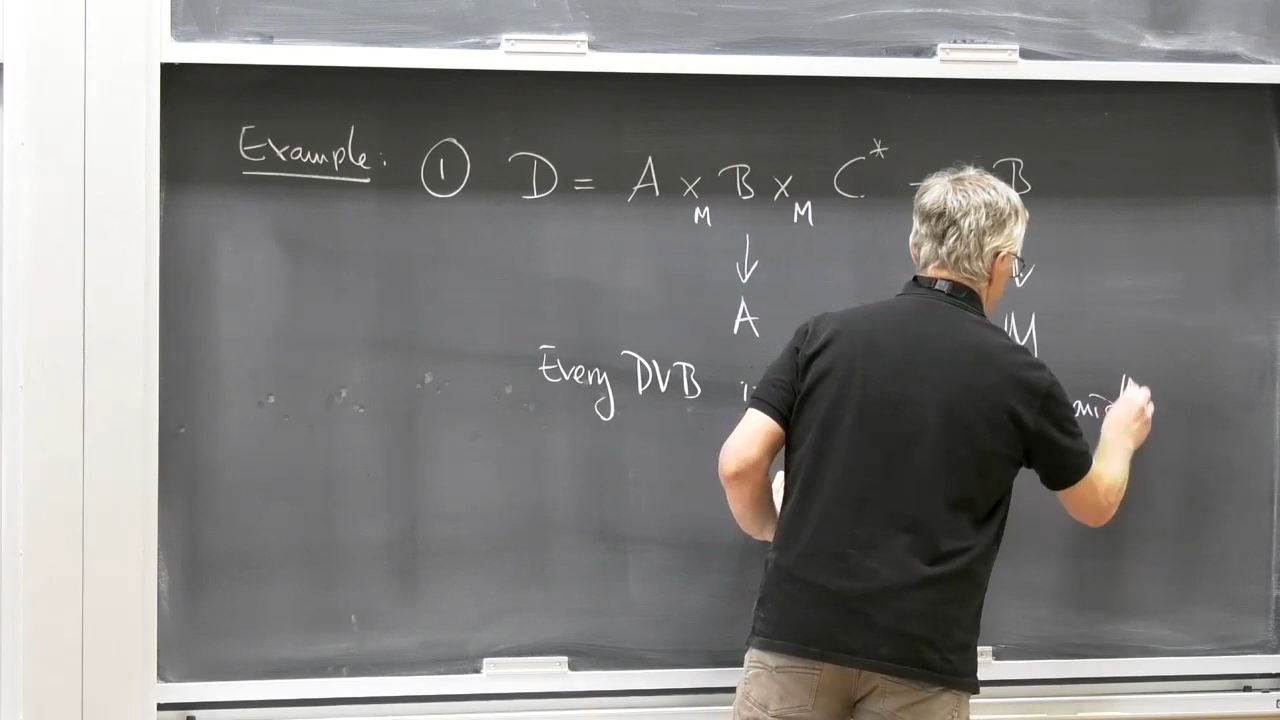 Example: ① D = A ×_M B ×_M C* → B
↓ ↓
A M
Every DVB